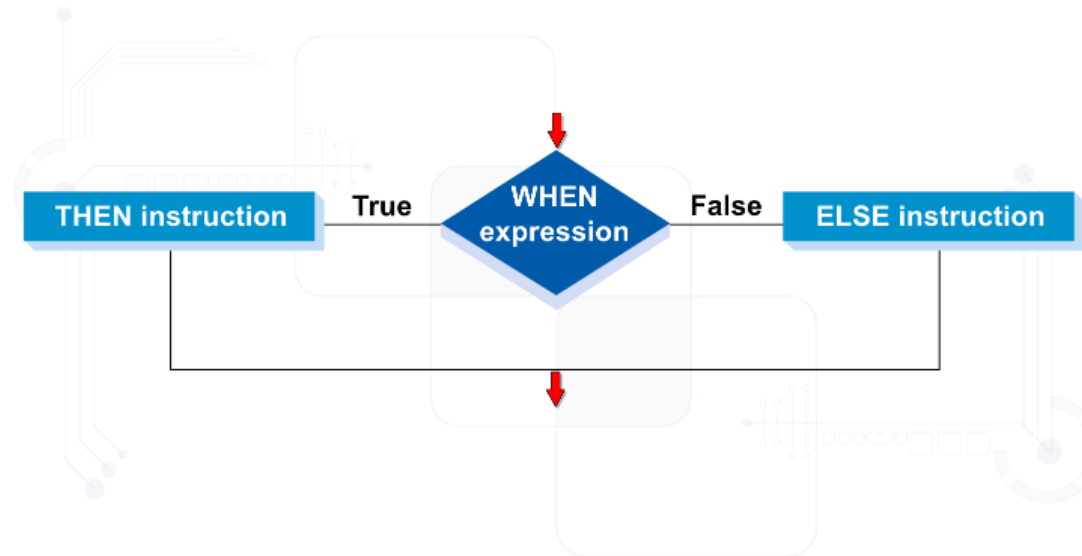 THEN instruction
True
WHEN
expression
False
ELSE instruction